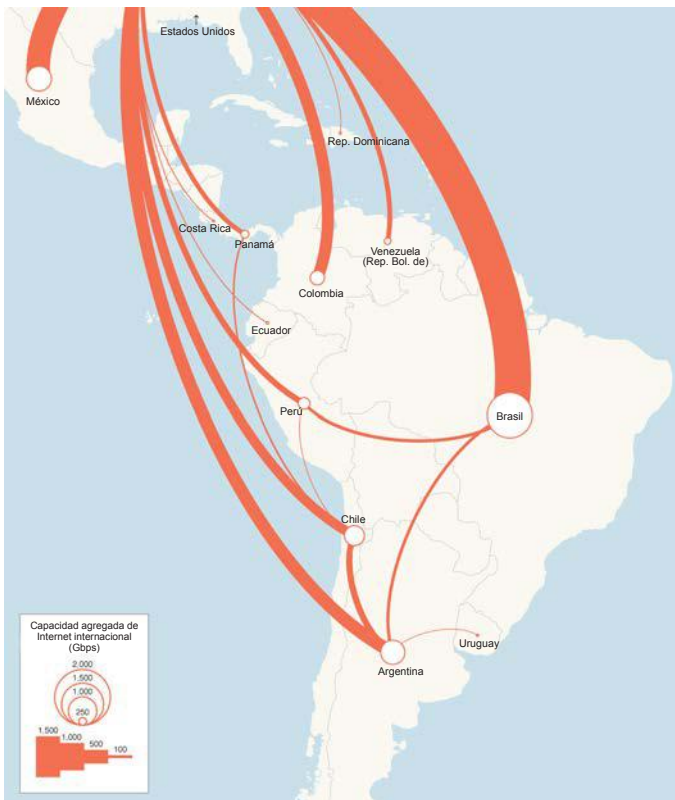 Estados Unidos
México
Rep. Dominicana
Costa Rica
Panamá
Venezuela
(Rep. Bol. de)
Colombia
Ecuador
Perú
Brasil
Chile
Uruguay
Argentina
Capacidad agregada de
Internet internacional
(Gbps)
2.000
1.500
1.000
250
1.500
1.000
500
100